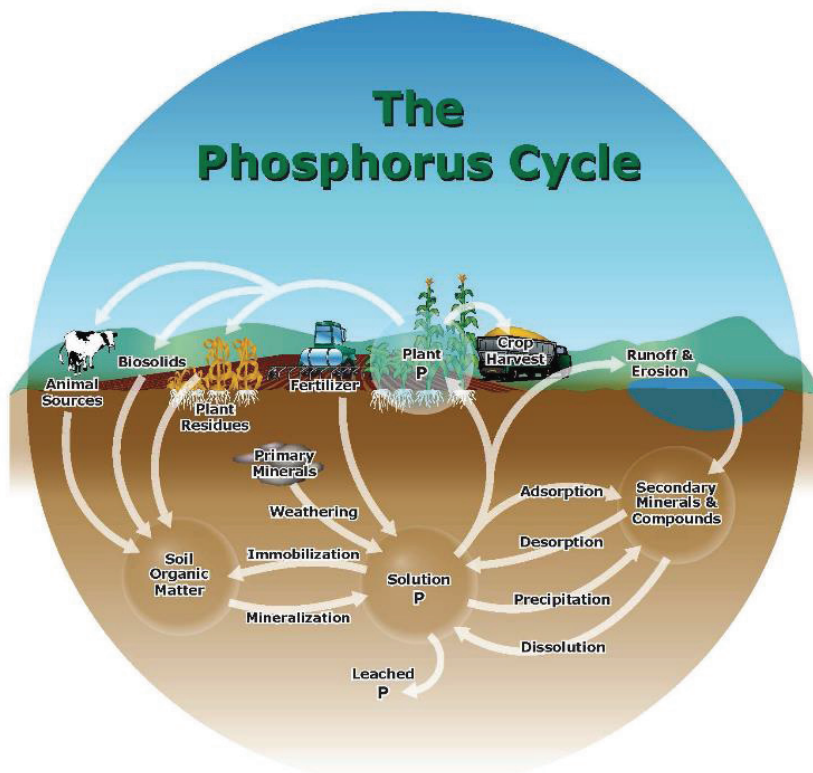 The
Phosphorus Cycle
Animal
Sources
Biosolids
Plant
Residues
Fertilizer
Plant
P
Crop
Harvest
Runoff &
Erosion
Primary
Minerals
Weathering
Adsorption
Secondary
Minerals &
Compounds
Desorption
Soil
Organic
Matter
Immobilization
Mineralization
Solution
P
Precipitation
Dissolution
Leached
P